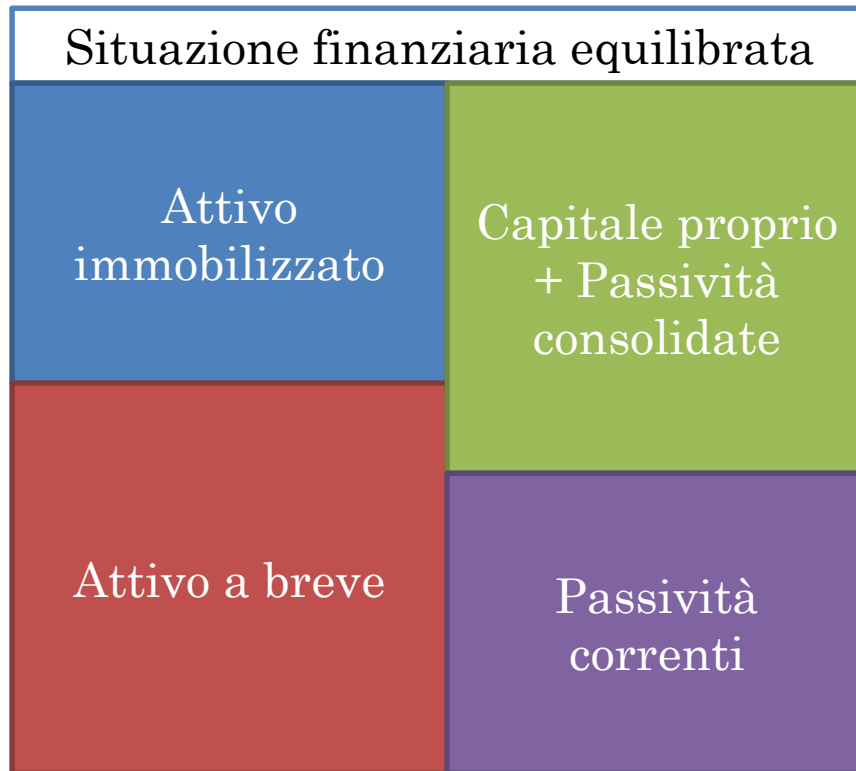 Situazione finanziaria equilibrata
Attivo
immobilizzato
Capitale proprio
+ Passività
consolidate
Attivo a breve
Passività
correnti